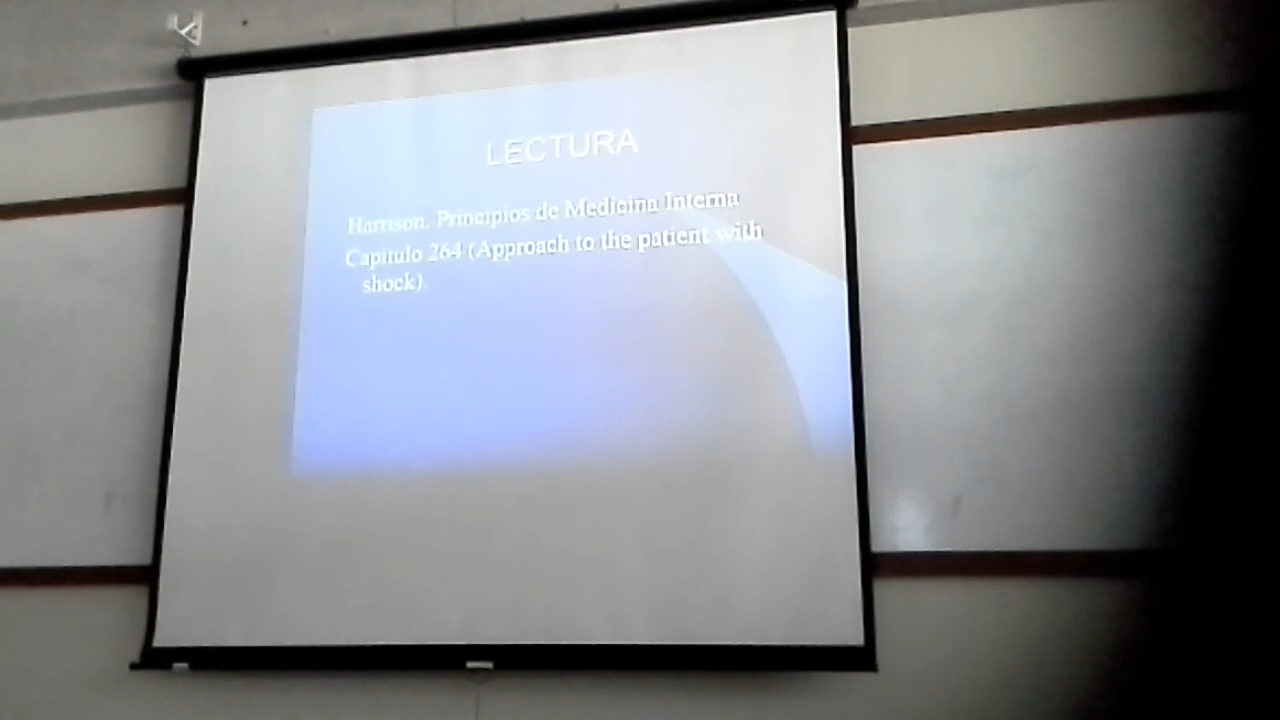 LECTURA
Harrison. Principios de Medicina Interna
Capitulo 264 (Approach to the patient with
shock).